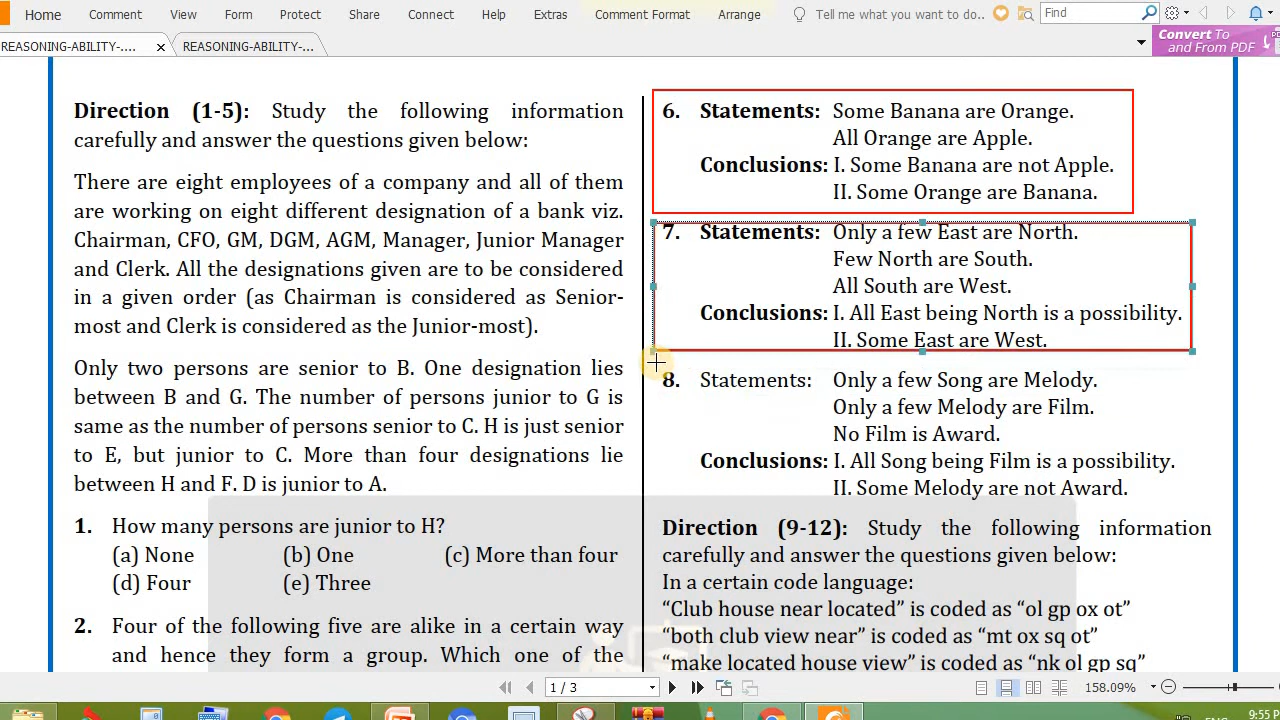 Home Comment View Form Protect Share Connect Help Extras Comment Format Arrange Tell me what you want to do.. Find
REASONING-ABILITY-.... REASONING-ABILITY-... Convert To
and From PDF
Direction (1-5): Study the following information
carefully and answer the questions given below:
There are eight employees of a company and all of them
are working on eight different designation of a bank viz.
Chairman, CFO, GM, DGM, AGM, Manager, Junior Manager
and Clerk. All the designations given are to be considered
in a given order (as Chairman is considered as Senior-
most and Clerk is considered as the Junior-most).
Only two persons are senior to B. One designation lies
between B and G. The number of persons junior to G is
same as the number of persons senior to C. H is just senior
to E, but junior to C. More than four designations lie
between H and F. D is junior to A.
1. How many persons are junior to H?
(a) None (b) One (c) More than four
(d) Four (e) Three
2. Four of the following five are alike in a certain way
and hence they form a group. Which one of the
6. Statements: Some Banana are Orange.
All Orange are Apple.
Conclusions: I. Some Banana are not Apple.
II. Some Orange are Banana.
7. Statements: Only a few East are North.
Few North are South.
All South are West.
Conclusions: I. All East being North is a possibility.
II. Some East are West.
8. Statements: Only a few Song are Melody.
Only a few Melody are Film.
No Film is Award.
Conclusions: I. All Song being Film is a possibility.
II. Some Melody are not Award.
Direction (9-12): Study the following information
carefully and answer the questions given below:
In a certain code language:
“Club house near located” is coded as “ol gp ox ot”
“both club view near” is coded as “mt ox sq ot”
“make located house view” is coded as “nk ol gp sq”
1 / 3 158.09%
9:55 P